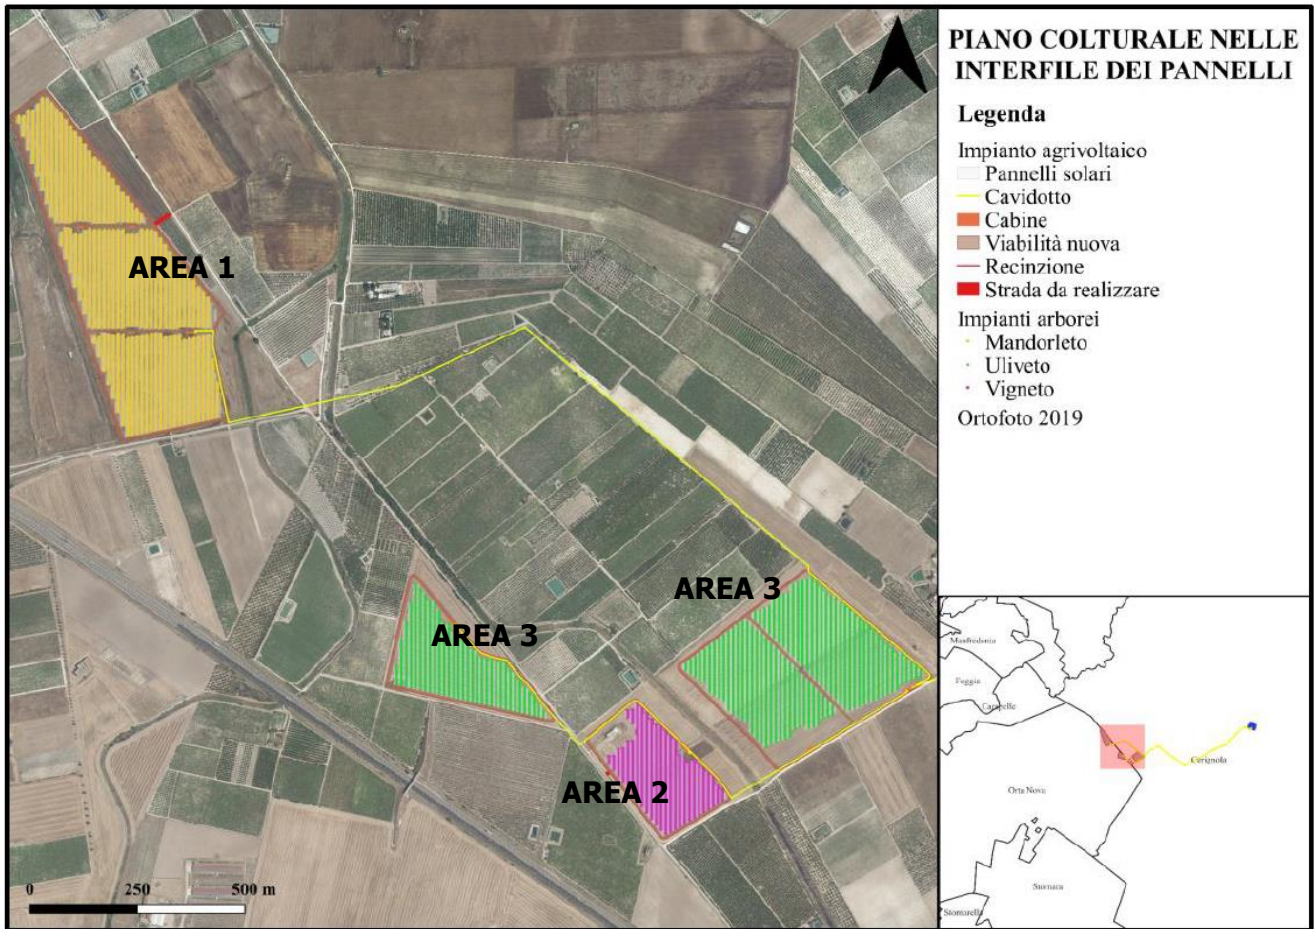 PIANO COLTURALE NELLE
INTERFILE DEI PANNELLI
Legenda
Impianto agrivoltaico
Pannelli solari
Cavidotto
Cabine
Viabilità nuova
Recinzione
Strada da realizzare
Impianti arborei
Mandorleto
Uliveto
Vigneto
Ortofoto 2019
AREA 1
AREA 3
AREA 3
AREA 2
0 250 500 m
Manfredonia
Foggia
Carapelle
Cerignola
Orta Nova
Stornara
Stornarella